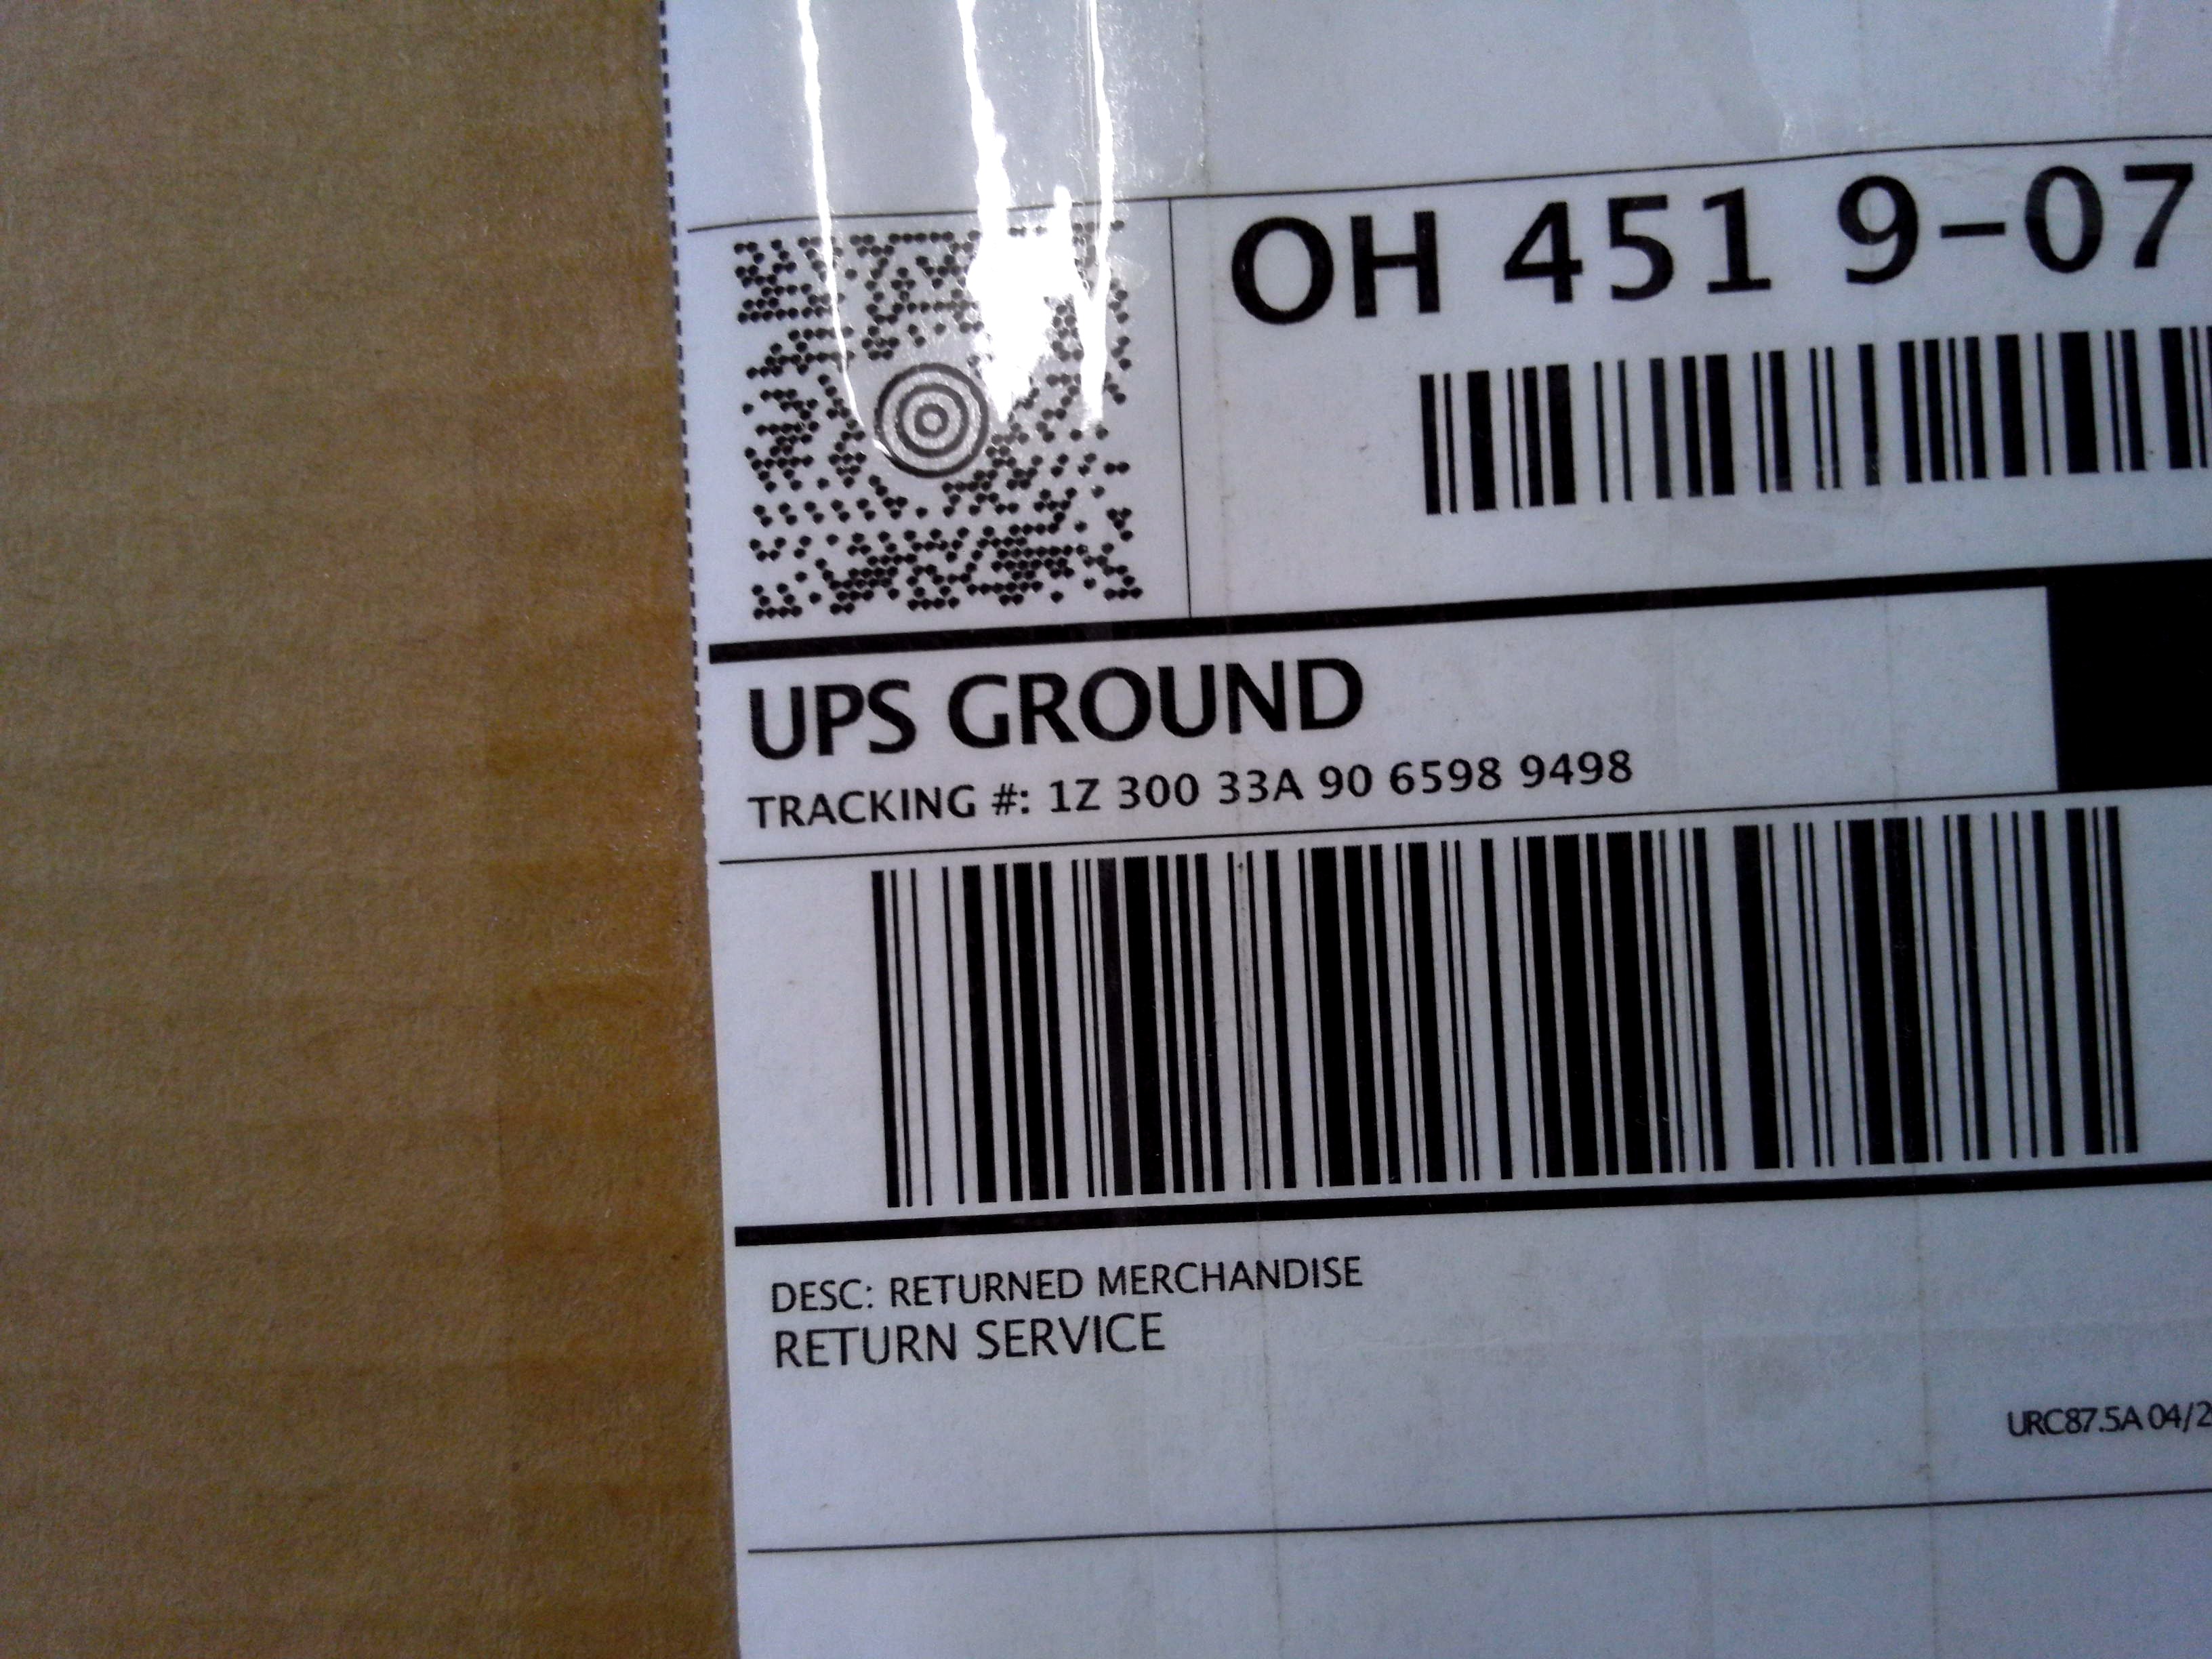 OH 451 9-07
UPS GROUND
TRACKING #: 1Z 300 33A 90 6598 9498
DESC: RETURNED MERCHANDISE
RETURN SERVICE
URC87.5A 04/2